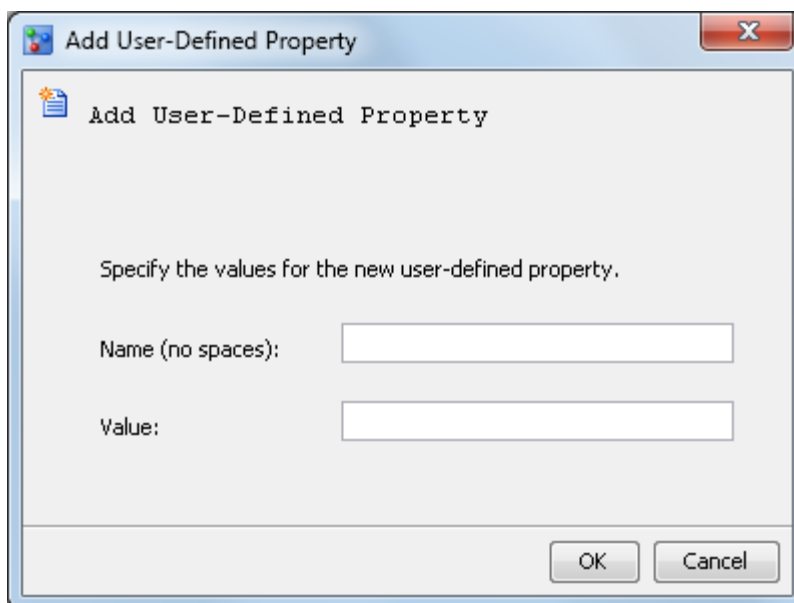 Add User-Defined Property
Add User-Defined Property
Specify the values for the new user-defined property.
Name (no spaces):
Value:
OK Cancel